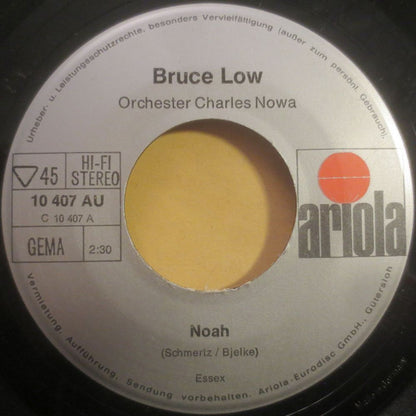 Urheber- u. Leistungsschutzrechte, besonders Vervielfältigung (außer zum persönl. Gebrauch),
Bruce Low
Orchester Charles Nowa
45
HI-FI
STEREO
10 407 AU
C 10 407 A
GEMA
2:30
ariola
Noah
(Schmertz / Bjelke)
Essex
Vermietung, Aufführung, Sendung vorbehalten. Ariola-Eurodisc GmbH., Gütersloh